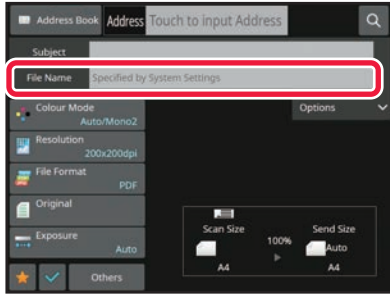 Address Book Address Touch to input Address
Subject
File Name Specified by System Settings
Colour Mode
Auto/Mono2
Options
Resolution
200x200dpi
File Format
PDF
Original
Exposure
Auto
Others
Scan Size
100%
Send Size
Auto
A4
A4